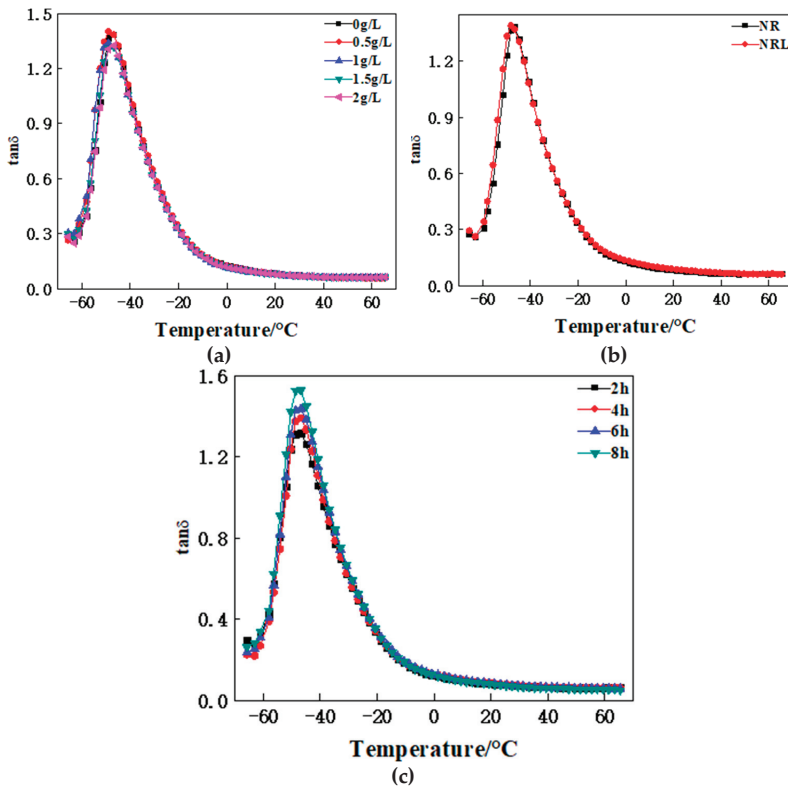 1.5
1.2
0.9
0.6
0.3
0.0
tanδ
0g/L
0.5g/L
1g/L
1.5g/L
2g/L
-60 -40 -20 0 20 40 60
Temperature/°C
(a)
1.2
0.9
0.6
0.3
0.0
tanδ
NR
NRL
-60 -40 -20 0 20 40 60
Temperature/°C
(b)
1.6
1.2
0.8
0.4
0.0
tanδ
2h
4h
6h
8h
-60 -40 -20 0 20 40 60
Temperature/°C
(c)